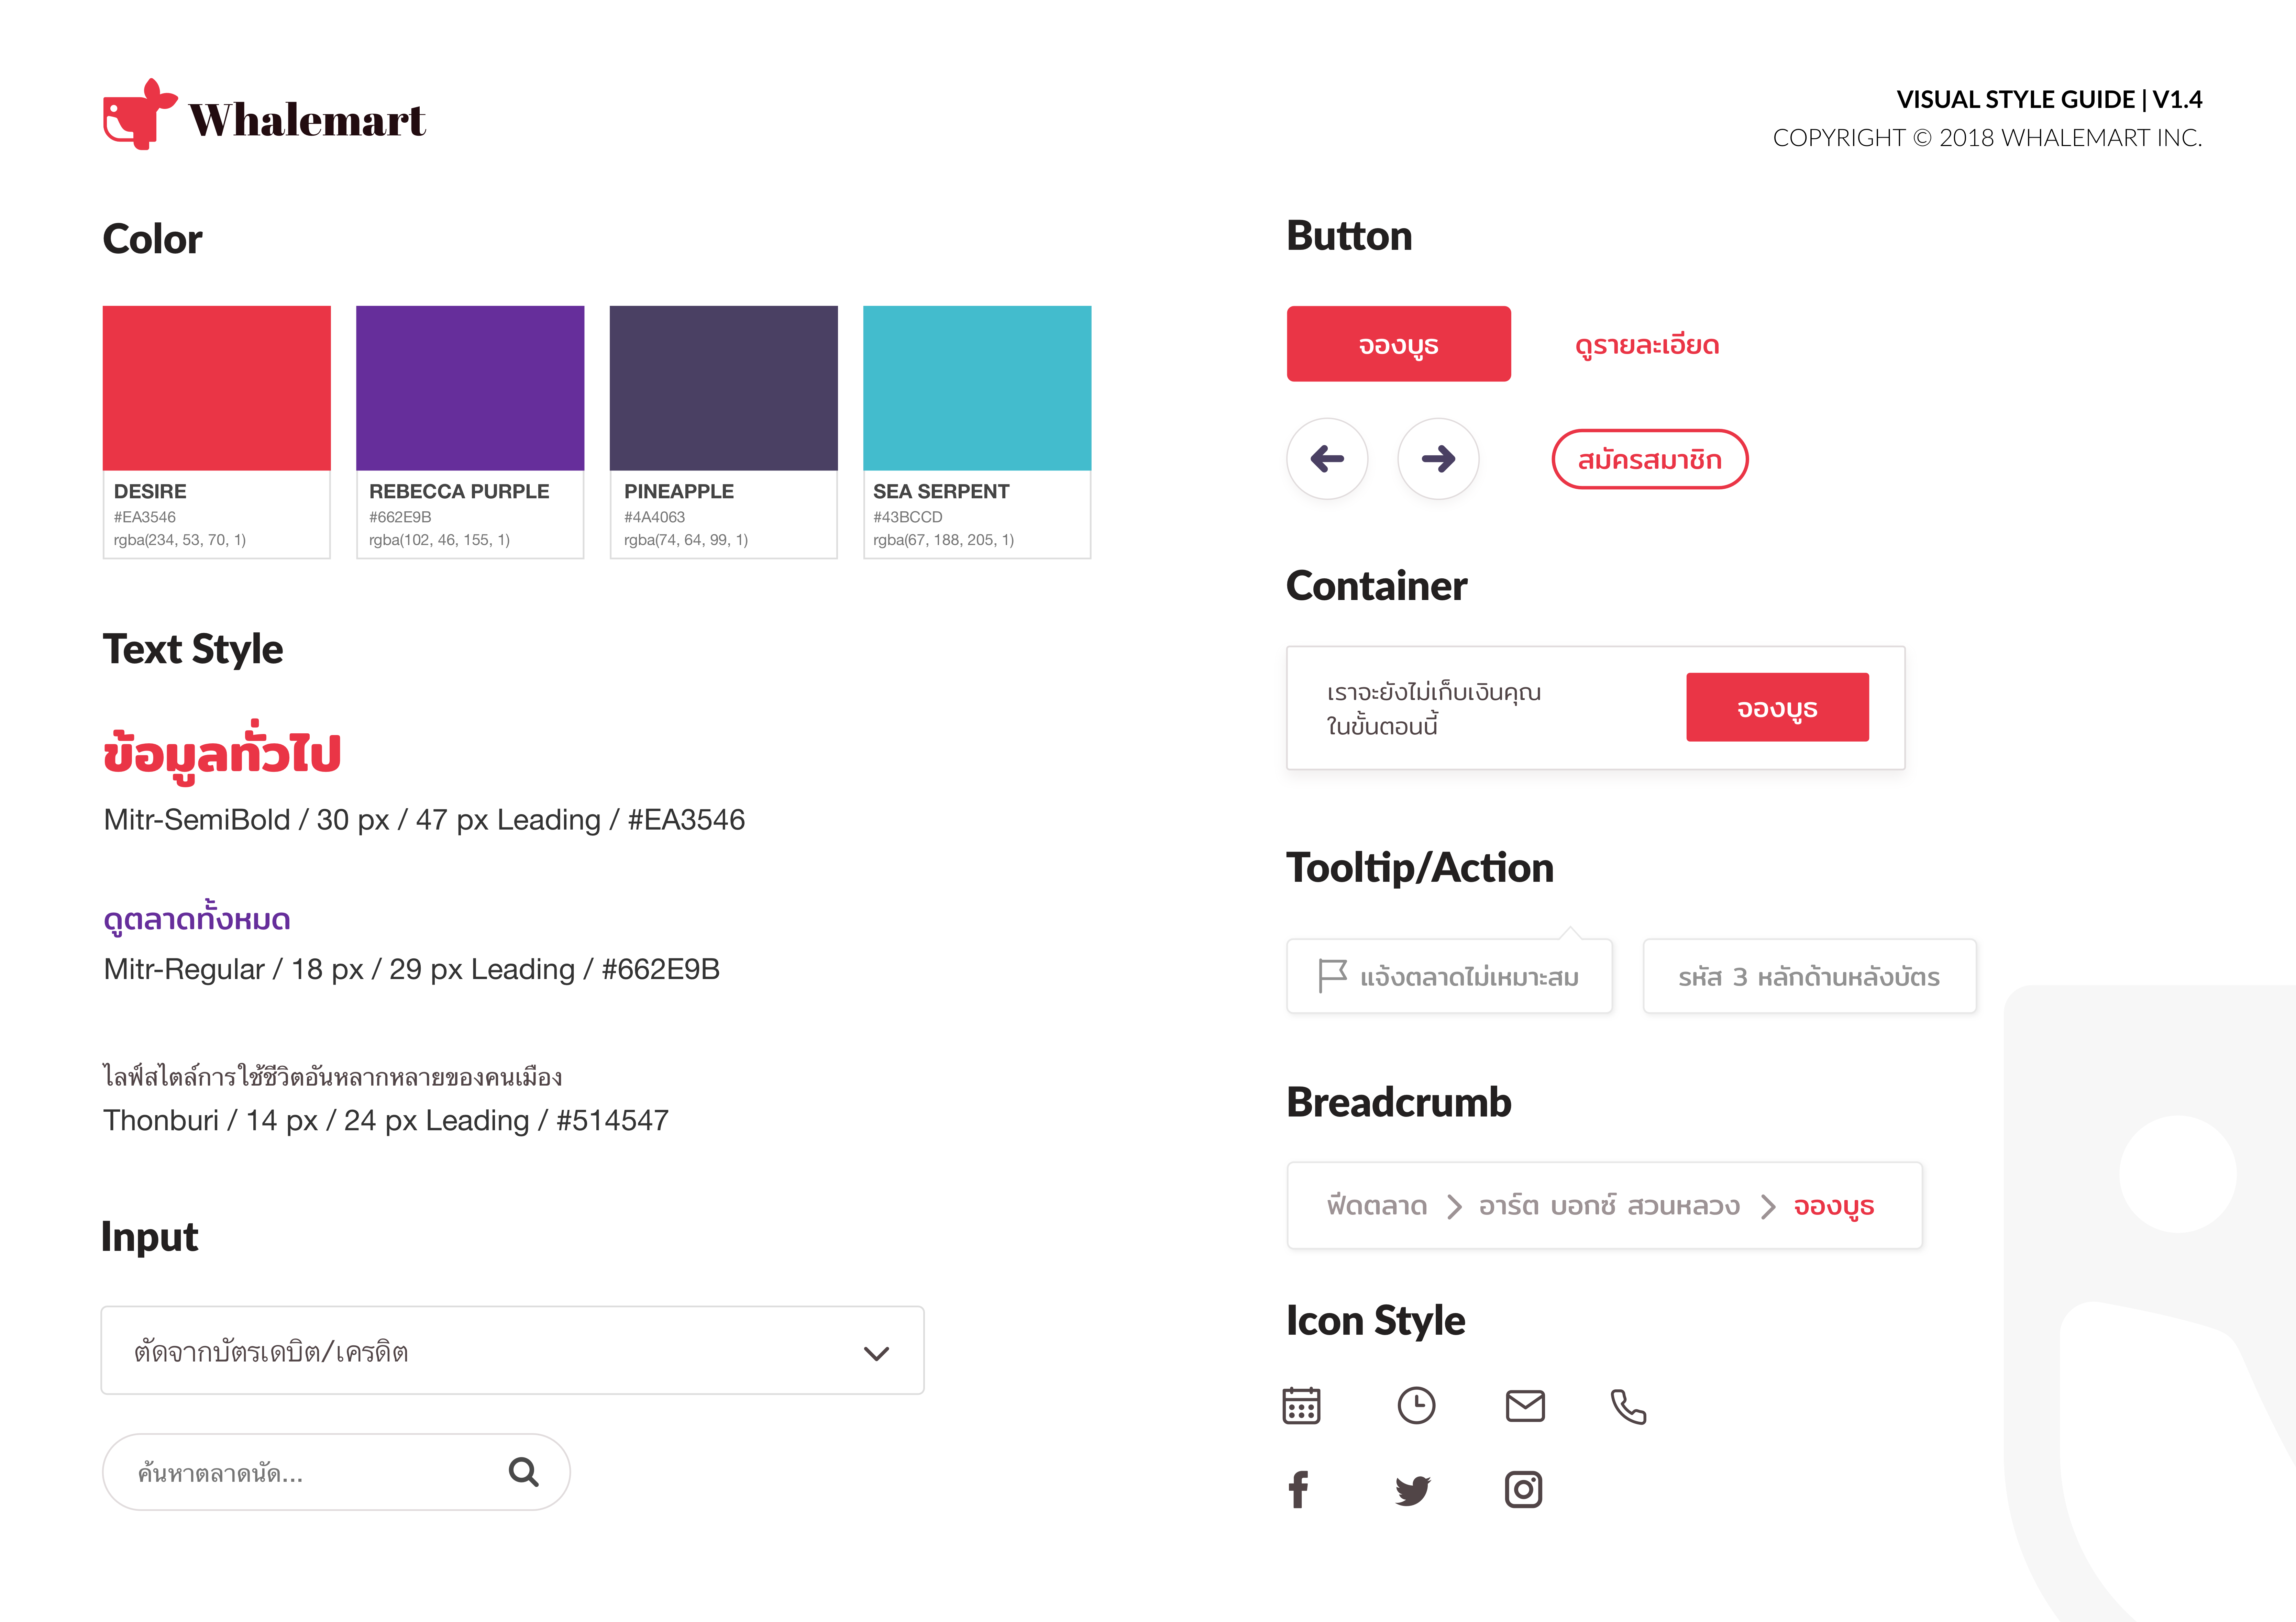 Whalemart
VISUAL STYLE GUIDE | V1.4
COPYRIGHT © 2018 WHALEMART INC.
Color
DESIRE
#EA3546
rgba(234, 53, 70, 1)
REBECCA PURPLE
#662E9B
rgba(102, 46, 155, 1)
PINEAPPLE
#4A4063
rgba(74, 64, 99, 1)
SEA SERPENT
#43BCCD
rgba(67, 188, 205, 1)
Text Style
ข้อมูลทั่วไป
Mitr-SemiBold / 30 px / 47 px Leading / #EA3546
ดูตลาดทั้งหมด
Mitr-Regular / 18 px / 29 px Leading / #662E9B
ไลฟ์สไตล์การใช้ชีวิตอันหลากหลายของคนเมือง
Thonburi / 14 px / 24 px Leading / #514547
Input
ตัดจากบัตรเดบิต/เครดิต
ค้นหาตลาดนัด...
Button
จองบูธ
ดูรายละเอียด
สมัครสมาชิก
Container
เราจะยังไม่เก็บเงินคุณ
ในขั้นตอนนี้
จองบูธ
Tooltip/Action
แจ้งตลาดไม่เหมาะสม
รหัส 3 หลักด้านหลังบัตร
Breadcrumb
ฟีดตลาด > อาร์ต บอกซ์ สวนหลวง > จองบูธ
Icon Style